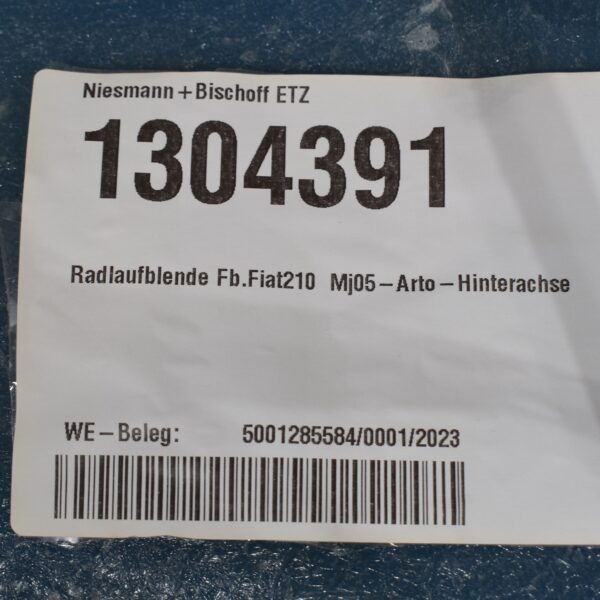 Niesmann+Bischoff ETZ
1304391
Radlaufblende Fb.Fiat210 Mj05-Arto-Hinterachse
WE-Beleg: 5001285584/0001/2023